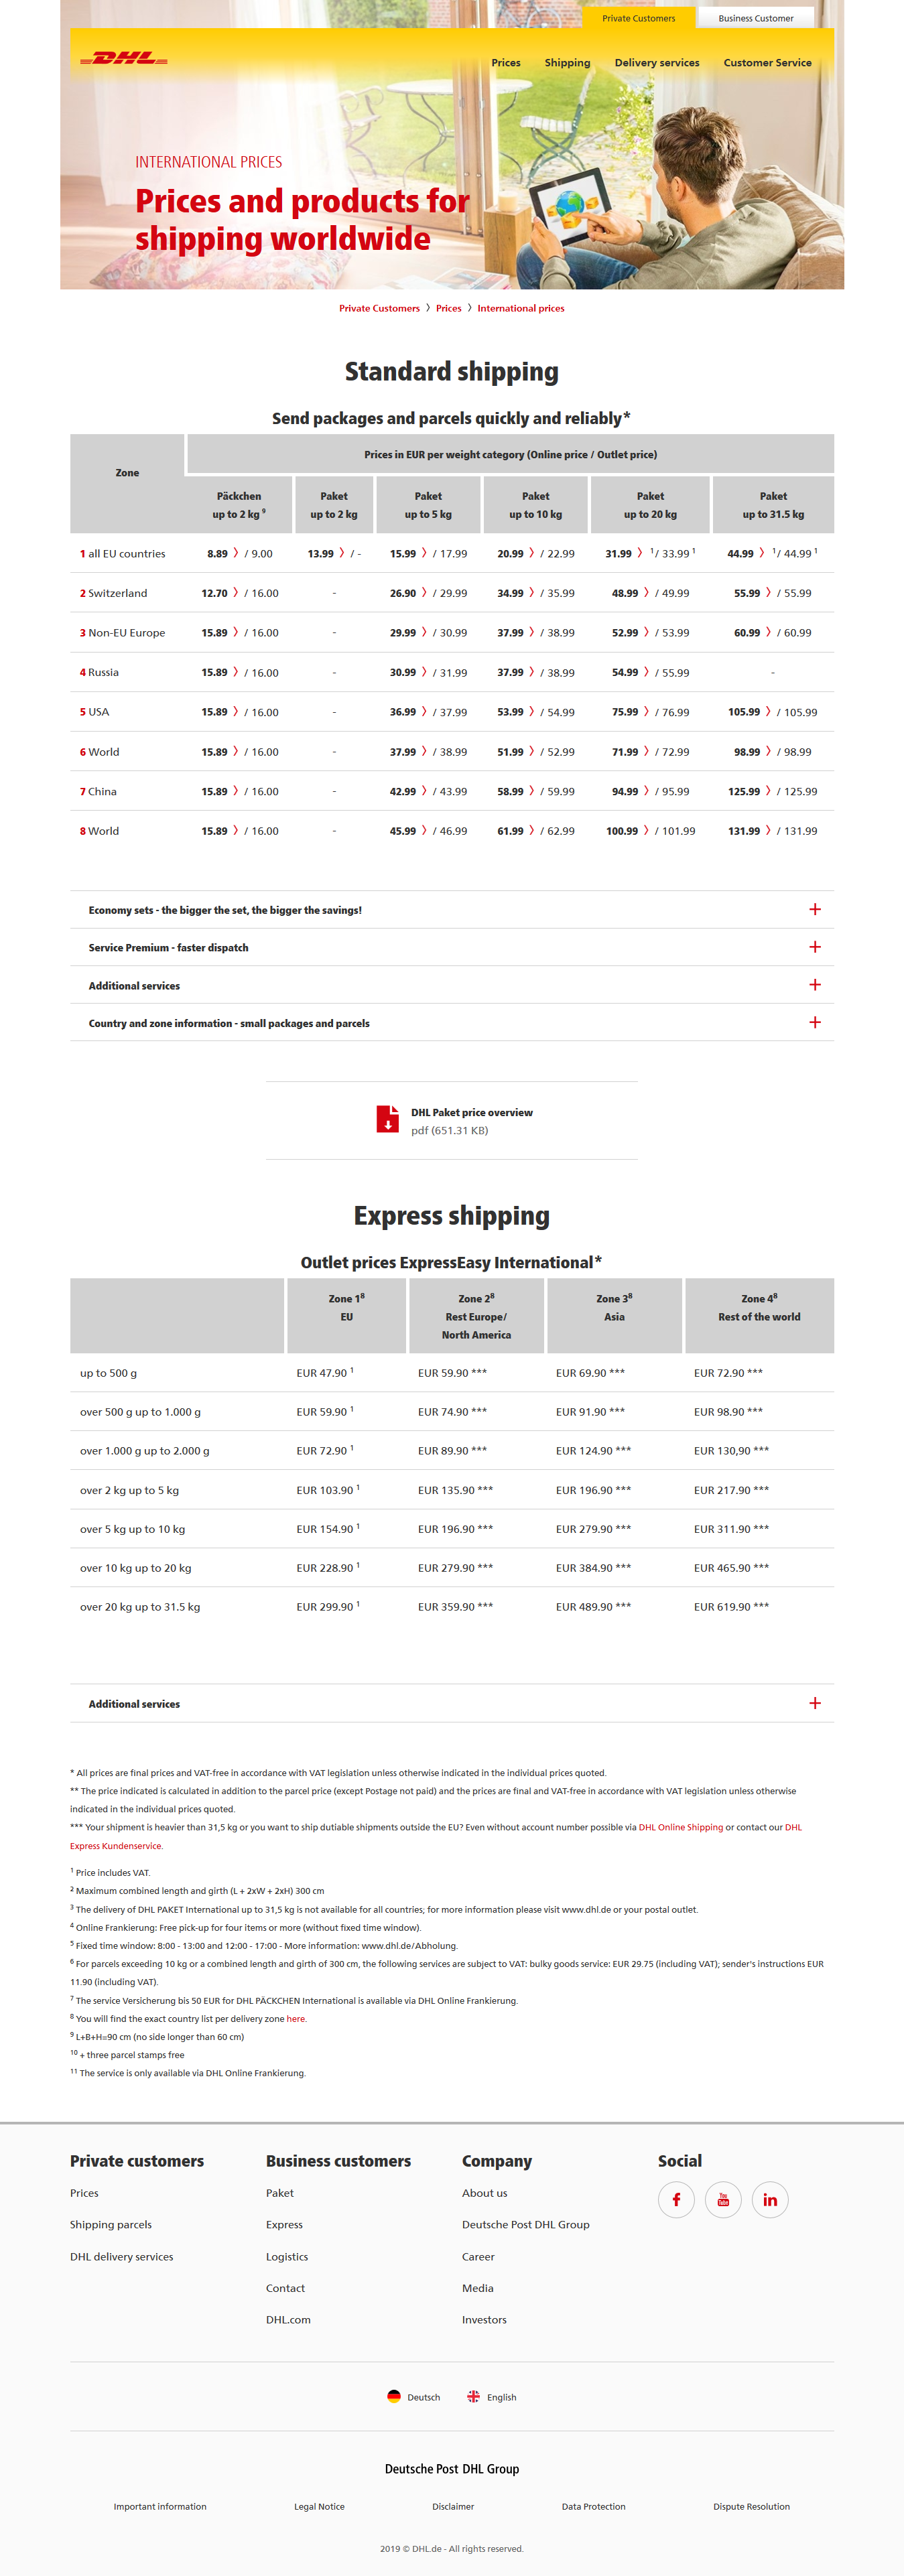 Private Customers
Business Customer
DHL
Prices Shipping Delivery services Customer Service
INTERNATIONAL PRICES
Prices and products for
shipping worldwide
Private Customers 〉 Prices 〉 International prices
Standard shipping
Send packages and parcels quickly and reliably*
Zone
Prices in EUR per weight category (Online price / Outlet price)
Päckchen Paket Paket Paket Paket Paket
up to 2 kg ⁹ up to 2 kg up to 5 kg up to 10 kg up to 20 kg up to 31.5 kg
1 all EU countries 8.89 〉 / 9.00 13.99 〉 / - 15.99 〉 / 17.99 20.99 〉 / 22.99 31.99 〉 ¹/ 33.99 ¹ 44.99 〉 ¹/ 44.99 ¹
2 Switzerland 12.70 〉 / 16.00 - 26.90 〉 / 29.99 34.99 〉 / 35.99 48.99 〉 / 49.99 55.99 〉 / 55.99
3 Non-EU Europe 15.89 〉 / 16.00 - 29.99 〉 / 30.99 37.99 〉 / 38.99 52.99 〉 / 53.99 60.99 〉 / 60.99
4 Russia 15.89 〉 / 16.00 - 30.99 〉 / 31.99 37.99 〉 / 38.99 54.99 〉 / 55.99 -
5 USA 15.89 〉 / 16.00 - 36.99 〉 / 37.99 53.99 〉 / 54.99 75.99 〉 / 76.99 105.99 〉 / 105.99
6 World 15.89 〉 / 16.00 - 37.99 〉 / 38.99 51.99 〉 / 52.99 71.99 〉 / 72.99 98.99 〉 / 98.99
7 China 15.89 〉 / 16.00 - 42.99 〉 / 43.99 58.99 〉 / 59.99 94.99 〉 / 95.99 125.99 〉 / 125.99
8 World 15.89 〉 / 16.00 - 45.99 〉 / 46.99 61.99 〉 / 62.99 100.99 〉 / 101.99 131.99 〉 / 131.99
Economy sets - the bigger the set, the bigger the savings!
Service Premium - faster dispatch
Additional services
Country and zone information - small packages and parcels
DHL Paket price overview
pdf (651.31 KB)
Express shipping
Outlet prices ExpressEasy International*
Zone 1⁸ Zone 2⁸ Zone 3⁸ Zone 4⁸
EU Rest Europe/ Asia Rest of the world
North America
up to 500 g EUR 47.90 ¹ EUR 59.90 *** EUR 69.90 *** EUR 72.90 ***
over 500 g up to 1.000 g EUR 59.90 ¹ EUR 74.90 *** EUR 91.90 *** EUR 98.90 ***
over 1.000 g up to 2.000 g EUR 72.90 ¹ EUR 89.90 *** EUR 124.90 *** EUR 130,90 ***
over 2 kg up to 5 kg EUR 103.90 ¹ EUR 135.90 *** EUR 196.90 *** EUR 217.90 ***
over 5 kg up to 10 kg EUR 154.90 ¹ EUR 196.90 *** EUR 279.90 *** EUR 311.90 ***
over 10 kg up to 20 kg EUR 228.90 ¹ EUR 279.90 *** EUR 384.90 *** EUR 465.90 ***
over 20 kg up to 31.5 kg EUR 299.90 ¹ EUR 359.90 *** EUR 489.90 *** EUR 619.90 ***
Additional services
* All prices are final prices and VAT-free in accordance with VAT legislation unless otherwise indicated in the individual prices quoted.
** The price indicated is calculated in addition to the parcel price (except Postage not paid) and the prices are final and VAT-free in accordance with VAT legislation unless otherwise
indicated in the individual prices quoted.
*** Your shipment is heavier than 31,5 kg or you want to ship dutiable shipments outside the EU? Even without account number possible via DHL Online Shipping or contact our DHL
Express Kundenservice.
¹ Price includes VAT.
² Maximum combined length and girth (L + 2xW + 2xH) 300 cm
³ The delivery of DHL PAKET International up to 31,5 kg is not available for all countries; for more information please visit www.dhl.de or your postal outlet.
⁴ Online Frankierung: Free pick-up for four items or more (without fixed time window).
⁵ Fixed time window: 8:00 - 13:00 and 12:00 - 17:00 - More information: www.dhl.de/Abholung.
⁶ For parcels exceeding 10 kg or a combined length and girth of 300 cm, the following services are subject to VAT: bulky goods service: EUR 29.75 (including VAT); sender's instructions EUR
11.90 (including VAT).
⁷ The service Versicherung bis 50 EUR for DHL PÄCKCHEN International is available via DHL Online Frankierung.
⁸ You will find the exact country list per delivery zone here.
⁹ L+B+H=90 cm (no side longer than 60 cm)
¹⁰ + three parcel stamps free
¹¹ The service is only available via DHL Online Frankierung.
Private customers Business customers Company Social
Prices Paket About us
Shipping parcels Express Deutsche Post DHL Group
DHL delivery services Logistics Career
Contact Media
DHL.com Investors
Deutsch English
Deutsche Post DHL Group
Important information Legal Notice Disclaimer Data Protection Dispute Resolution
2019 © DHL.de - All rights reserved.